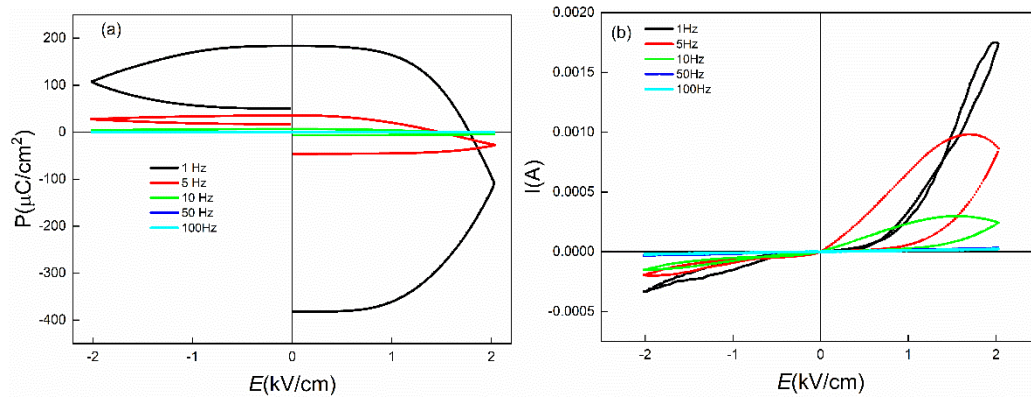 (a)
P(μC/cm²)
200
100
0
-100
-200
-300
-400
1 Hz
5 Hz
10 Hz
50 Hz
100Hz
-2
-1
0
1
2
E(kV/cm)
(b)
I(A)
0.0020
0.0015
0.0010
0.0005
0.0000
-0.0005
1Hz
5Hz
10Hz
50Hz
100Hz
-2
-1
0
1
2
E(kV/cm)